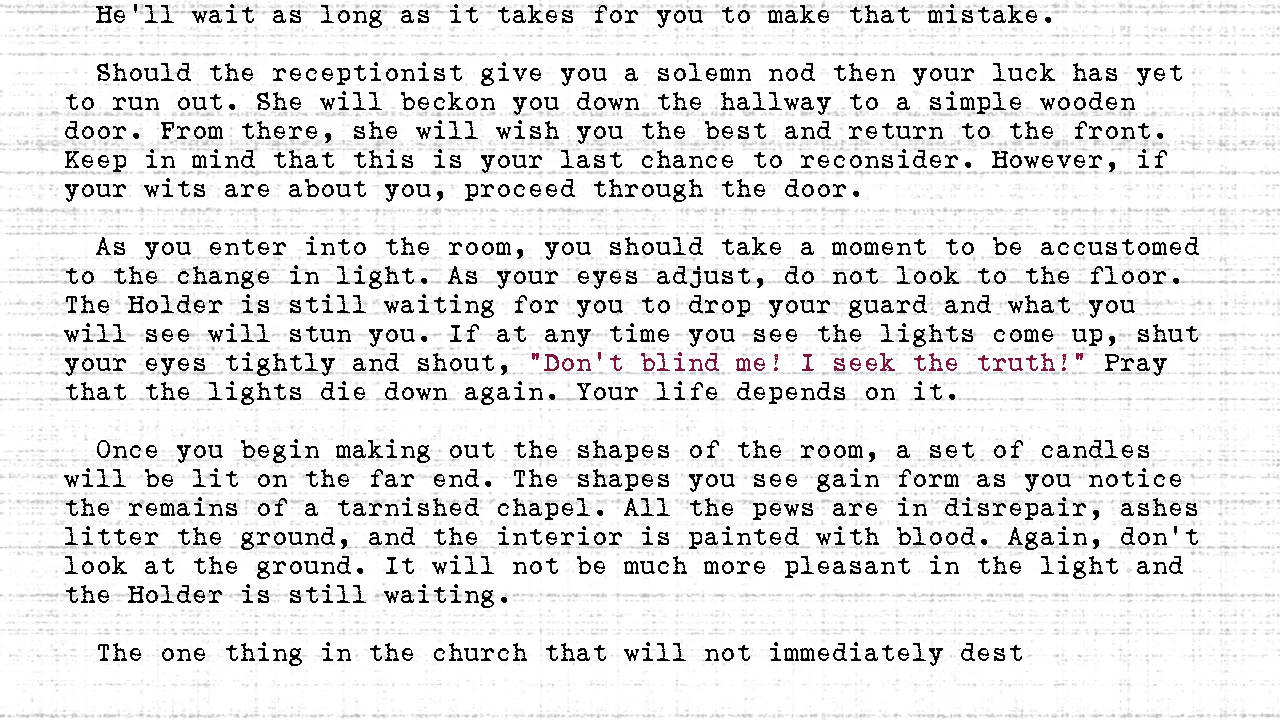 He'll wait as long as it takes for you to make that mistake.
Should the receptionist give you a solemn nod then your luck has yet
to run out. She will beckon you down the hallway to a simple wooden
door. From there, she will wish you the best and return to the front.
Keep in mind that this is your last chance to reconsider. However, if
your wits are about you, proceed through the door.
As you enter into the room, you should take a moment to be accustomed
to the change in light. As your eyes adjust, do not look to the floor.
The Holder is still waiting for you to drop your guard and what you
will see will stun you. If at any time you see the lights come up, shut
your eyes tightly and shout, "Don't blind me! I seek the truth!" Pray
that the lights die down again. Your life depends on it.
Once you begin making out the shapes of the room, a set of candles
will be lit on the far end. The shapes you see gain form as you notice
the remains of a tarnished chapel. All the pews are in disrepair, ashes
litter the ground, and the interior is painted with blood. Again, don't
look at the ground. It will not be much more pleasant in the light and
the Holder is still waiting.
The one thing in the church that will not immediately dest